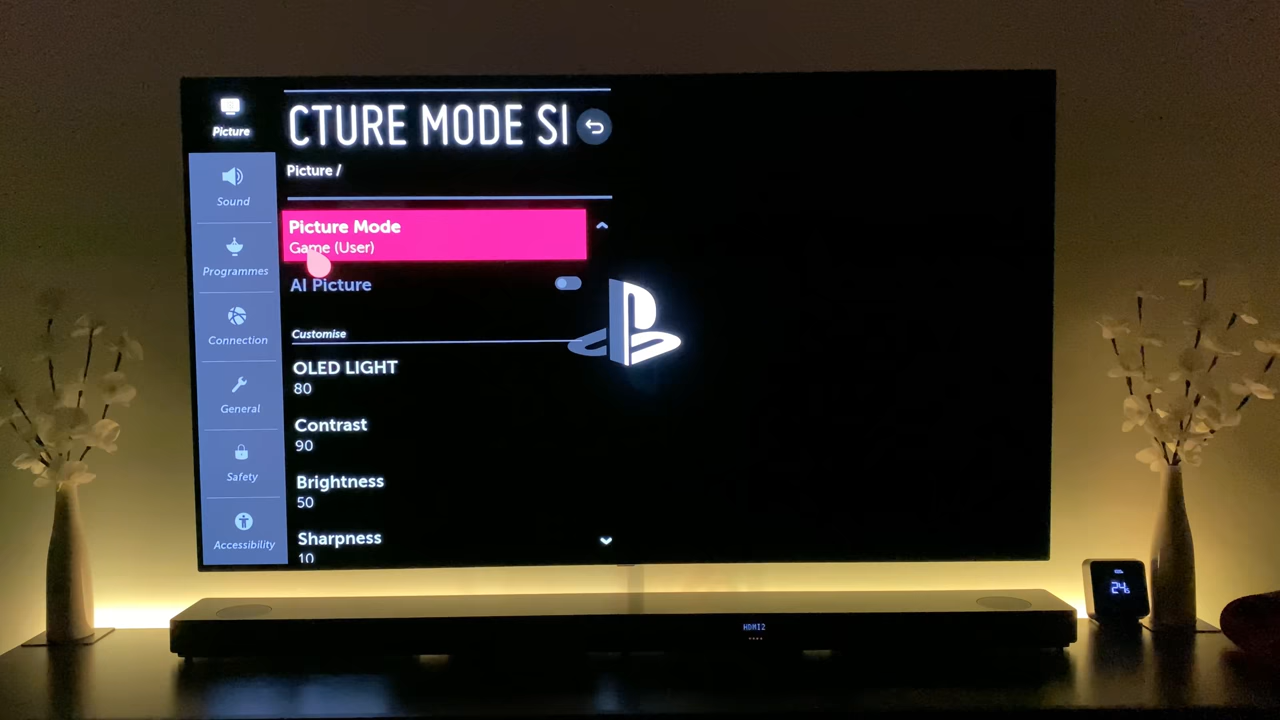 Picture
CTURE MODE SI
Picture /
Sound
Picture Mode
Game (User)
Programmes
AI Picture
Connection
Customise
OLED LIGHT
80
General
Contrast
90
Safety
Brightness
50
Accessibility
Sharpness
10
HDMI2